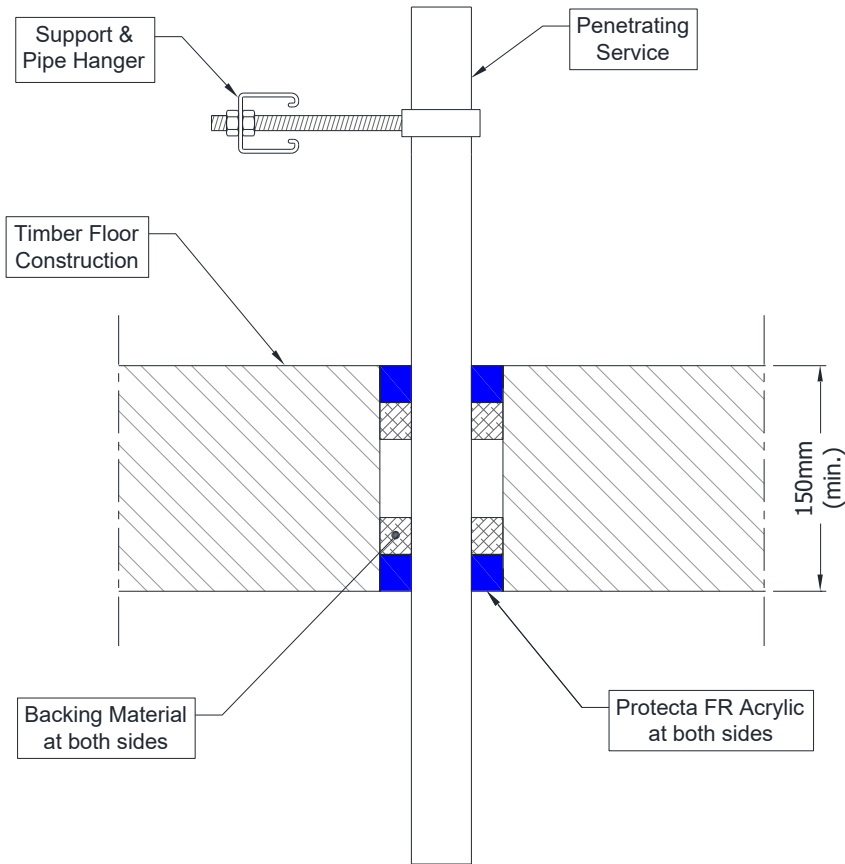 Support &
Pipe Hanger
Penetrating
Service
Timber Floor
Construction
150mm
(min.)
Backing Material
at both sides
Protecta FR Acrylic
at both sides